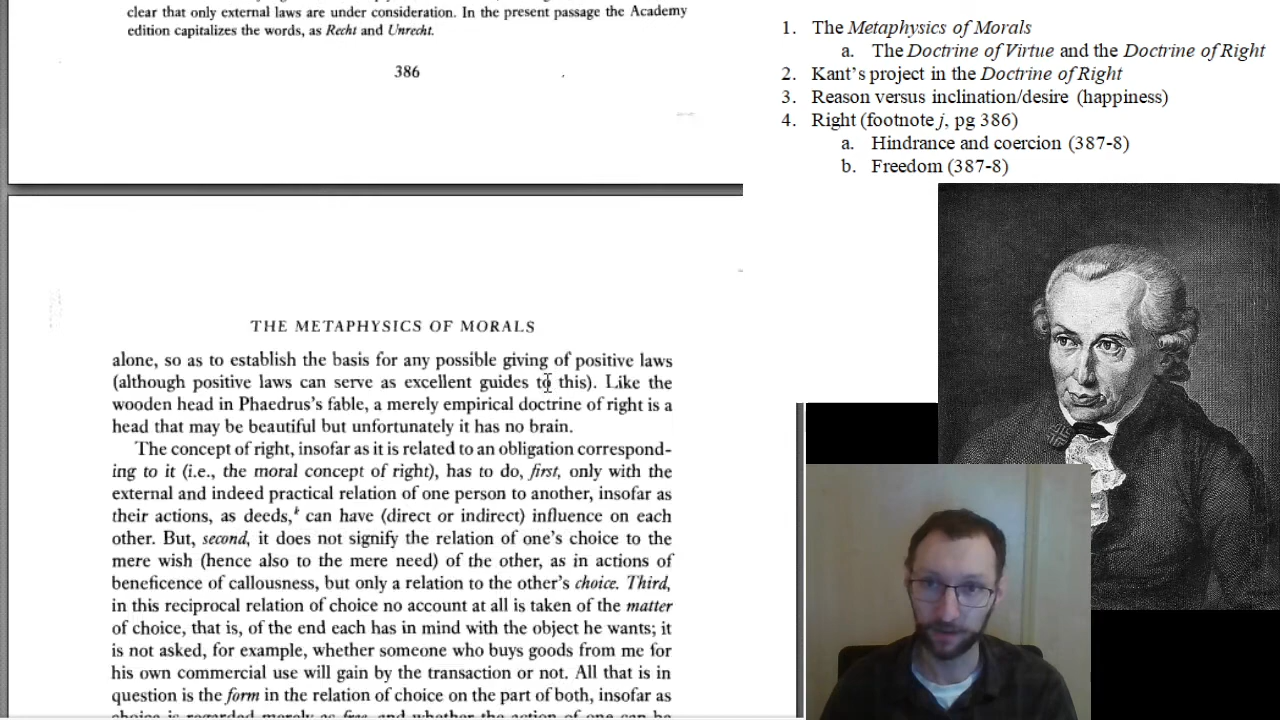 clear that only external laws are under consideration. In the present passage the Academy
edition capitalizes the words, as Recht and Unrecht.
386
THE METAPHYSICS OF MORALS
alone, so as to establish the basis for any possible giving of positive laws
(although positive laws can serve as excellent guides to this). Like the
wooden head in Phaedrus's fable, a merely empirical doctrine of right is a
head that may be beautiful but unfortunately it has no brain.
The concept of right, insofar as it is related to an obligation correspond-
ing to it (i.e., the moral concept of right), has to do, first, only with the
external and indeed practical relation of one person to another, insofar as
their actions, as deeds,k can have (direct or indirect) influence on each
other. But, second, it does not signify the relation of one's choice to the
mere wish (hence also to the mere need) of the other, as in actions of
beneficence of callousness, but only a relation to the other's choice. Third,
in this reciprocal relation of choice no account at all is taken of the matter
of choice, that is, of the end each has in mind with the object he wants; it
is not asked, for example, whether someone who buys goods from me for
his own commercial use will gain by the transaction or not. All that is in
question is the form in the relation of choice on the part of both, insofar as
choice is regarded merely as free, and whether the action of one can be
1. The Metaphysics of Morals
a. The Doctrine of Virtue and the Doctrine of Right
2. Kant's project in the Doctrine of Right
3. Reason versus inclination/desire (happiness)
4. Right (footnote j, pg 386)
a. Hindrance and coercion (387-8)
b. Freedom (387-8)